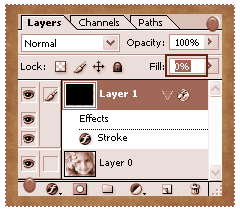 Layers Channels Paths
Normal Opacity: 100%
Lock: Fill: 0%
Layer 1
Effects
Stroke
Layer 0